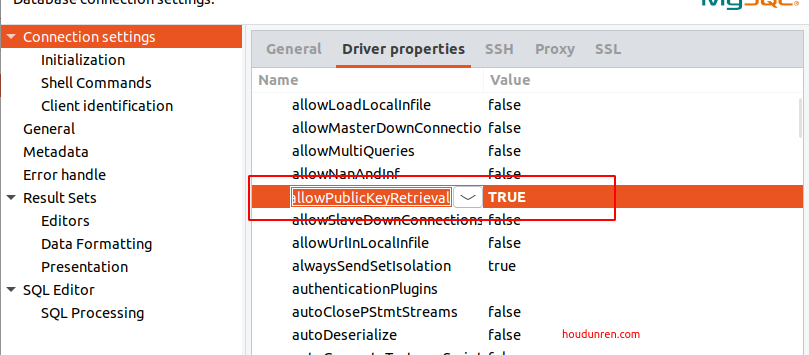 Database connection settings.
MySQL®
Connection settings
Initialization
Shell Commands
Client identification
General
Metadata
Error handle
Result Sets
Editors
Data Formatting
Presentation
SQL Editor
SQL Processing
General Driver properties SSH Proxy SSL
Name Value
allowLoadLocalInfile false
allowMasterDownConnectio false
allowMultiQueries false
allowNanAndInf false
allowPublicKeyRetrieval TRUE
allowSlaveDownConnections false
allowUrlInLocalInfile false
alwaysSendSetIsolation true
authenticationPlugins
autoClosePStmtStreams false
autoDeserialize false
houdunren.com